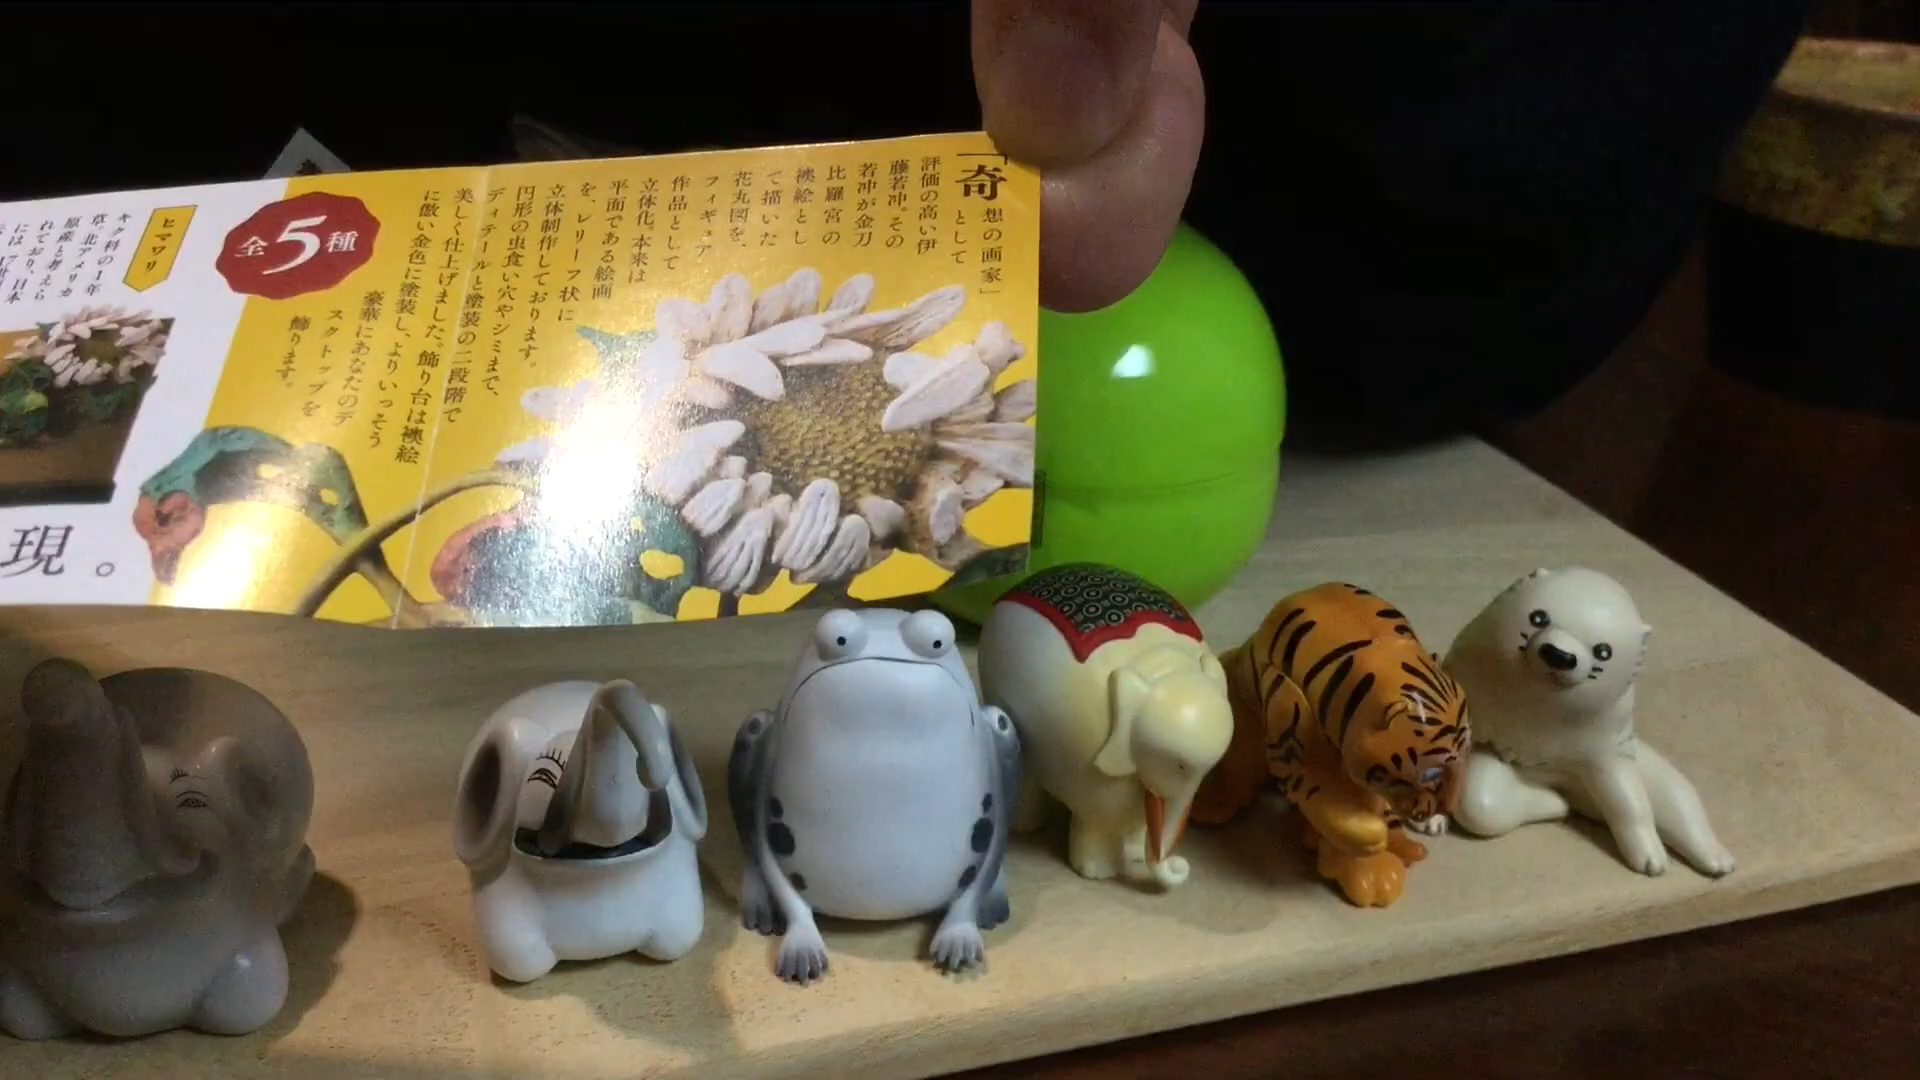 「奇想の画家」
として
評価の高い伊
藤若冲。その
若冲が金刀
比羅宮の
襖絵とし
て描いた
花丸図を、
フィギュア
作品として
立体化。本来は
平面である絵画
を、レリーフ状に
立体制作しております。
円形の虫食い穴やシミまで、
ディテールと塗装の二段階で
美しく仕上げました。飾り台は襖絵
に倣い金色に塗装し、よりいっそう
豪華にあなたのデ
スクトップを
飾ります。
全5種
ヒマワリ
キク科の1年
草。北アメリカ
原産と考えら
れており、日本
現。